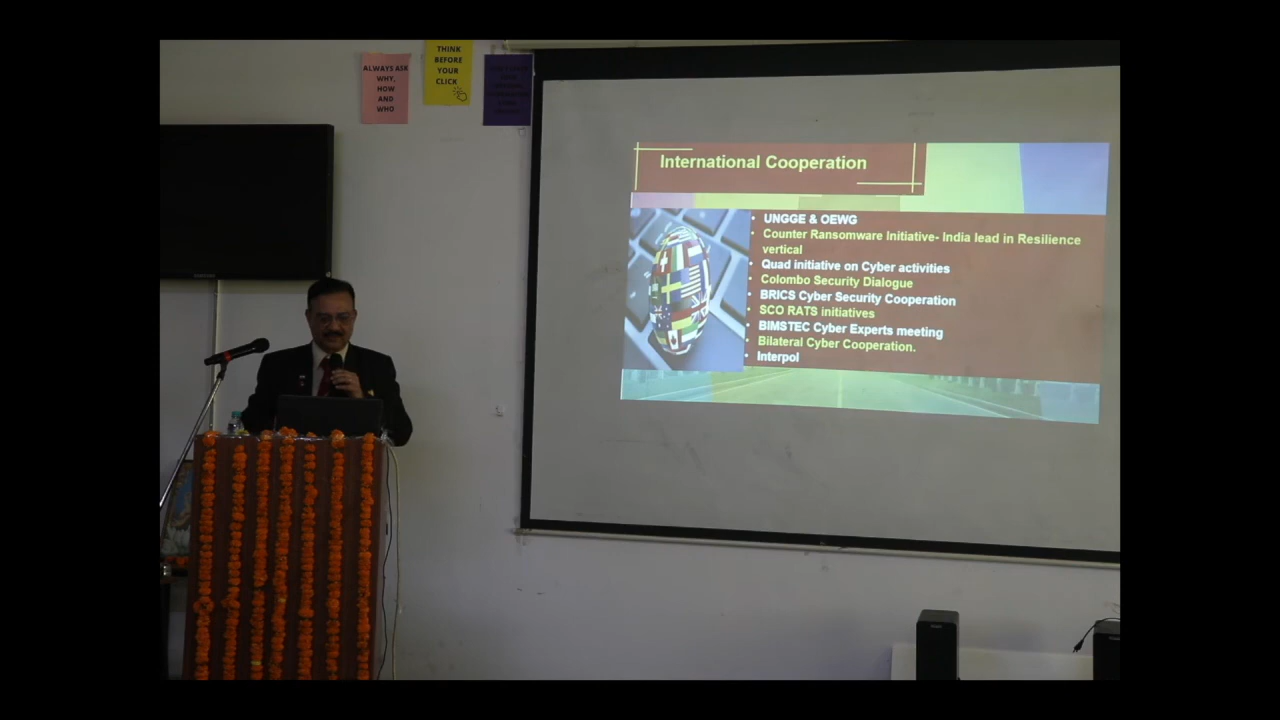 ALWAYS ASK
WHY,
HOW
AND
WHO
THINK
BEFORE
YOUR
CLICK
International Cooperation
• UNGGE & OEWG
• Counter Ransomware Initiative- India lead in Resilience
vertical
• Quad initiative on Cyber activities
• Colombo Security Dialogue
• BRICS Cyber Security Cooperation
• SCO RATS initiatives
• BIMSTEC Cyber Experts meeting
• Bilateral Cyber Cooperation.
• Interpol